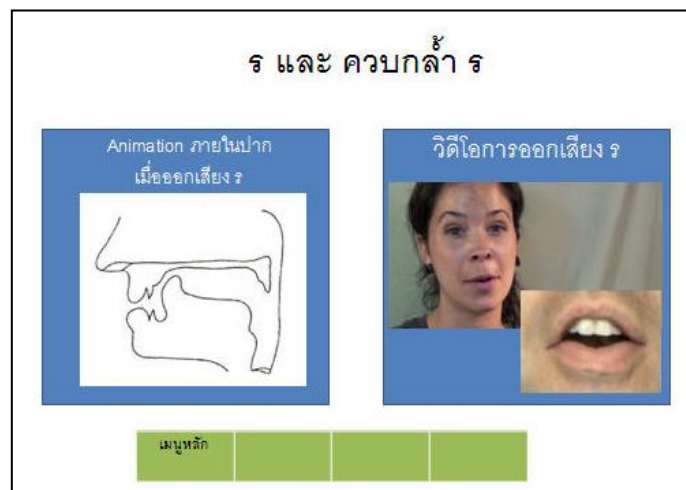 ร และ ควบกล้ำ ร
Animation ภายในปาก
เมื่อออกเสียง ร
วิดีโอการออกเสียง ร
เมนูหลัก